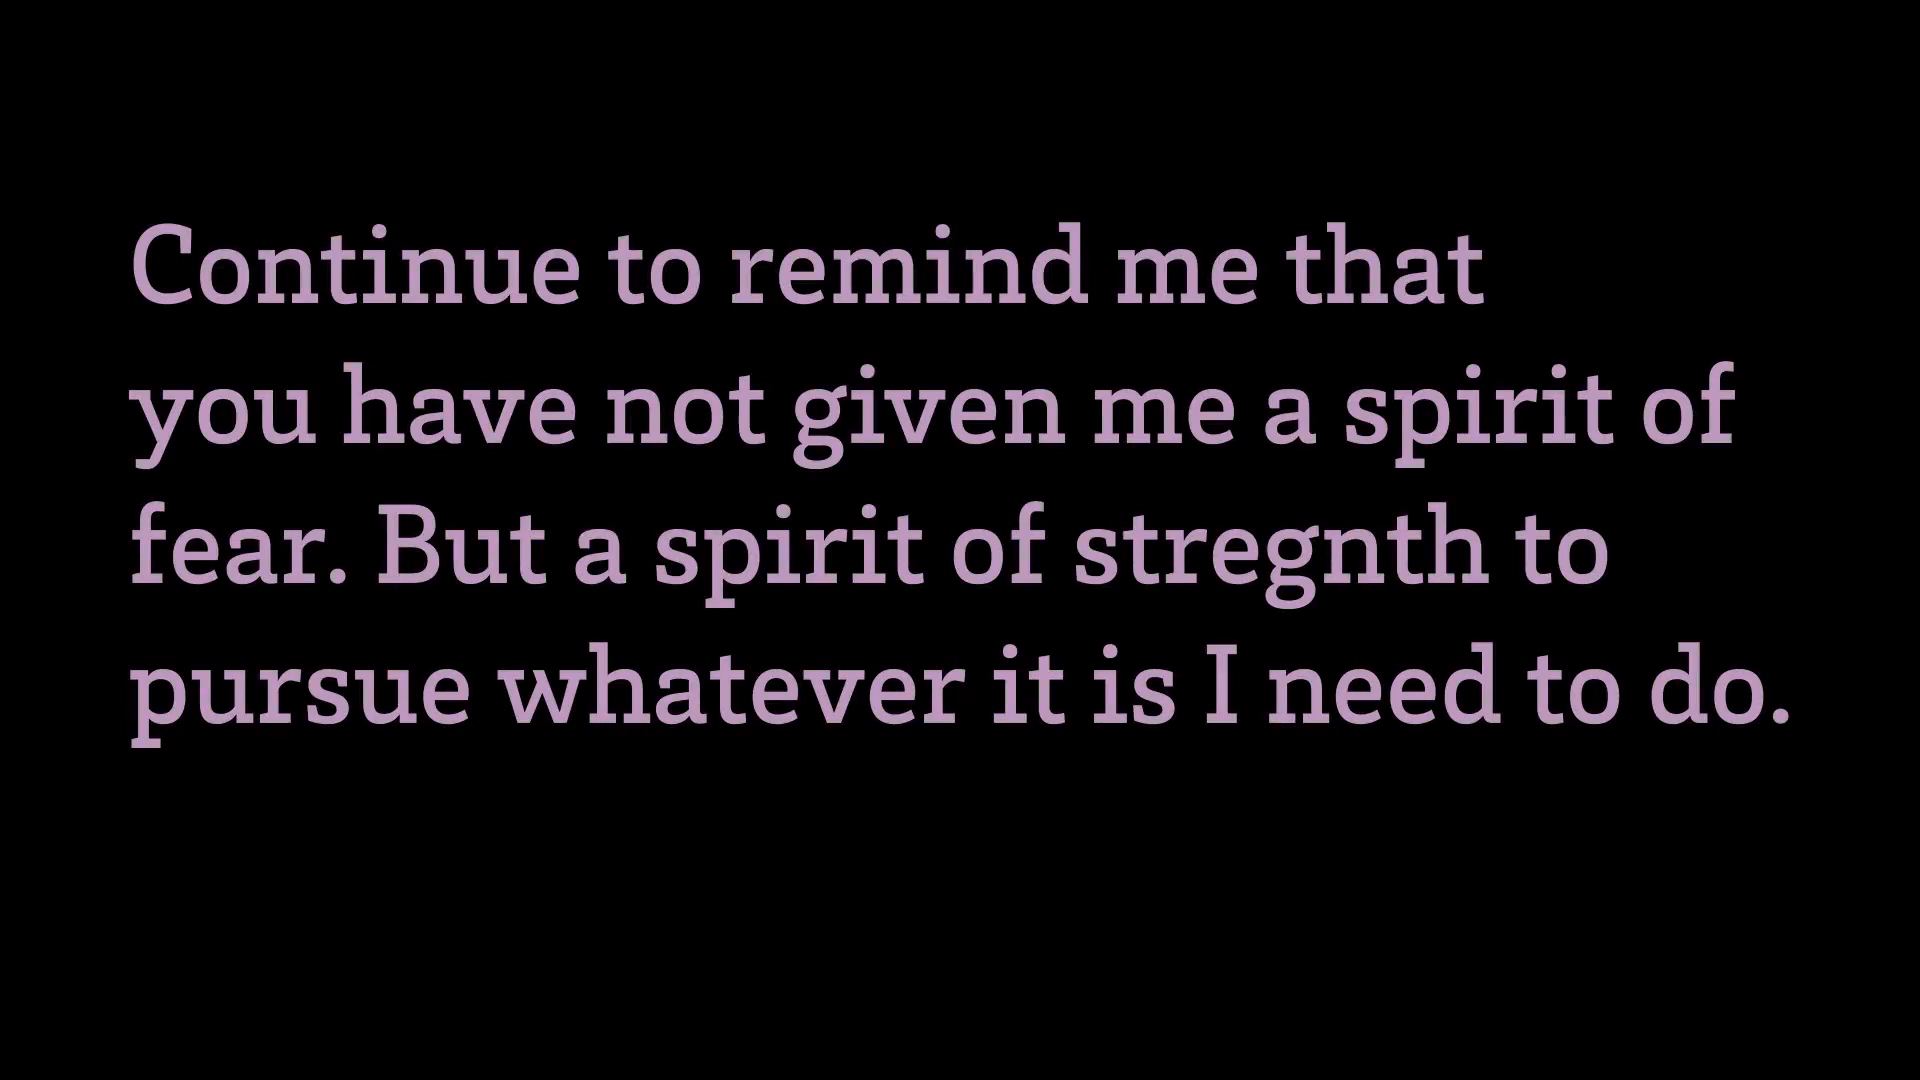 Continue to remind me that
you have not given me a spirit of
fear. But a spirit of stregnth to
pursue whatever it is I need to do.